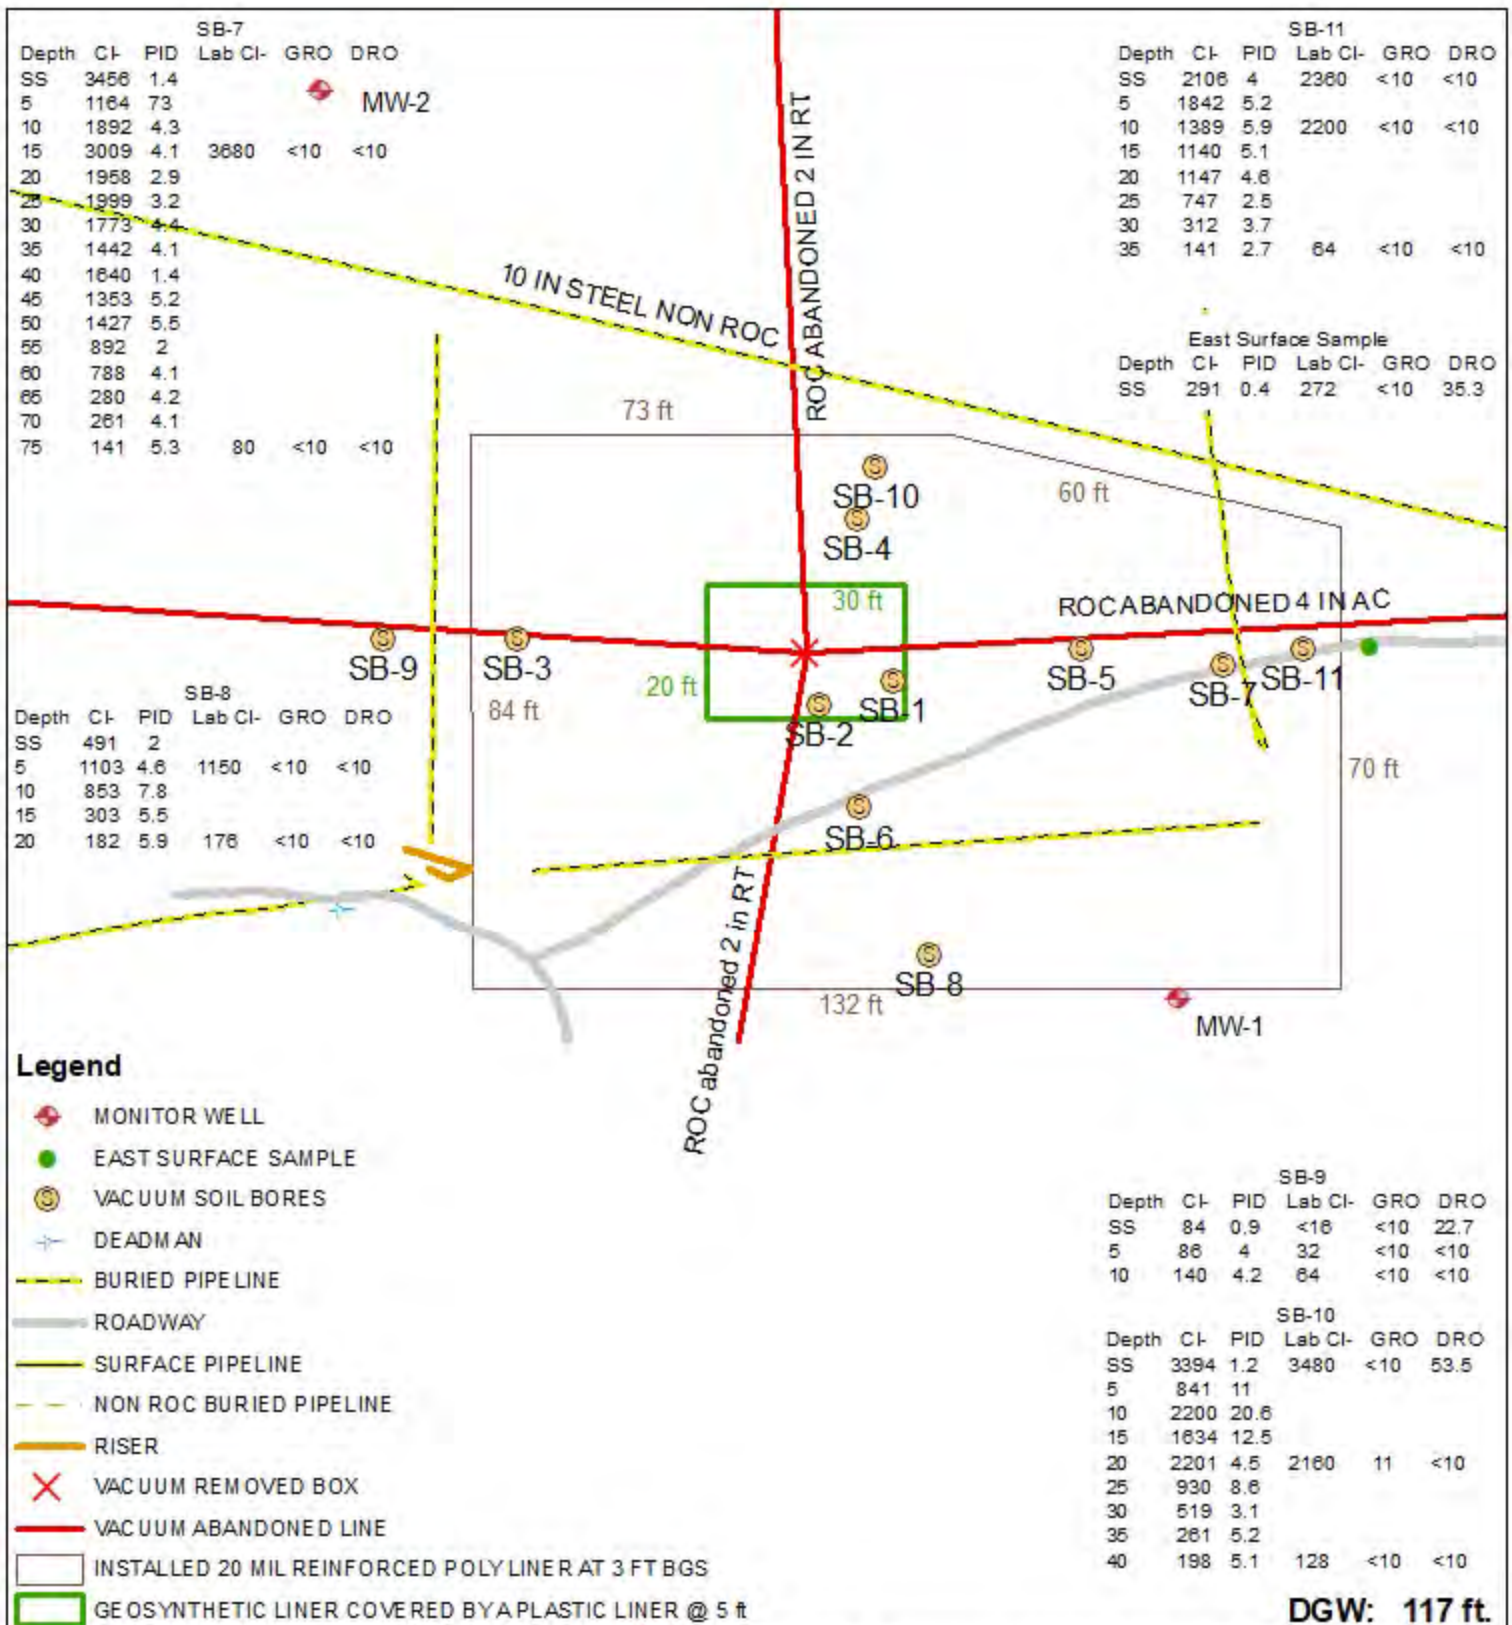 SB-7
Depth Cl- PID Lab Cl- GRO DRO
SS 3456 1.4
5 1164 73
10 1892 4.3
15 3009 4.1 3680 <10 <10
20 1958 2.9
25 1999 3.2
30 1773 4.4
35 1442 4.1
40 1640 1.4
45 1353 5.2
50 1427 5.5
55 892 2
60 788 4.1
65 280 4.2
70 261 4.1
75 141 5.3 80 <10 <10
MW-2
SB-11
Depth Cl- PID Lab Cl- GRO DRO
SS 2106 4 2360 <10 <10
5 1842 5.2
10 1389 5.9 2200 <10 <10
15 1140 5.1
20 1147 4.6
25 747 2.5
30 312 3.7
35 141 2.7 64 <10 <10
East Surface Sample
Depth Cl- PID Lab Cl- GRO DRO
SS 291 0.4 272 <10 35.3
ROC ABANDONED 2 IN RT
10 IN STEEL NON ROC
73 ft
60 ft
SB-10
SB-4
30 ft
ROC ABANDONED 4 IN AC
SB-9
SB-3
20 ft
SB-1
SB-2
SB-5
SB-7
SB-11
84 ft
70 ft
SB-6
SB-8
132 ft
MW-1
ROC abandoned 2 in RT
SB-8
Depth Cl- PID Lab Cl- GRO DRO
SS 491 2
5 1103 4.6 1150 <10 <10
10 853 7.8
15 303 5.5
20 182 5.9 176 <10 <10
Legend
MONITOR WELL
EAST SURFACE SAMPLE
VACUUM SOIL BORES
DEADMAN
BURIED PIPELINE
ROADWAY
SURFACE PIPELINE
NON ROC BURIED PIPELINE
RISER
VACUUM REMOVED BOX
VACUUM ABANDONED LINE
INSTALLED 20 MIL REINFORCED POLY LINER AT 3 FT BGS
GEOSYNTHETIC LINER COVERED BY A PLASTIC LINER @ 5 ft
SB-9
Depth Cl- PID Lab Cl- GRO DRO
SS 84 0.9 <16 <10 22.7
5 86 4 32 <10 <10
10 140 4.2 64 <10 <10
SB-10
Depth Cl- PID Lab Cl- GRO DRO
SS 3394 1.2 3480 <10 53.5
5 841 11
10 2200 20.6
15 1634 12.5
20 2201 4.5 2160 11 <10
25 930 8.6
30 519 3.1
35 261 5.2
40 198 5.1 128 <10 <10
DGW: 117 ft.